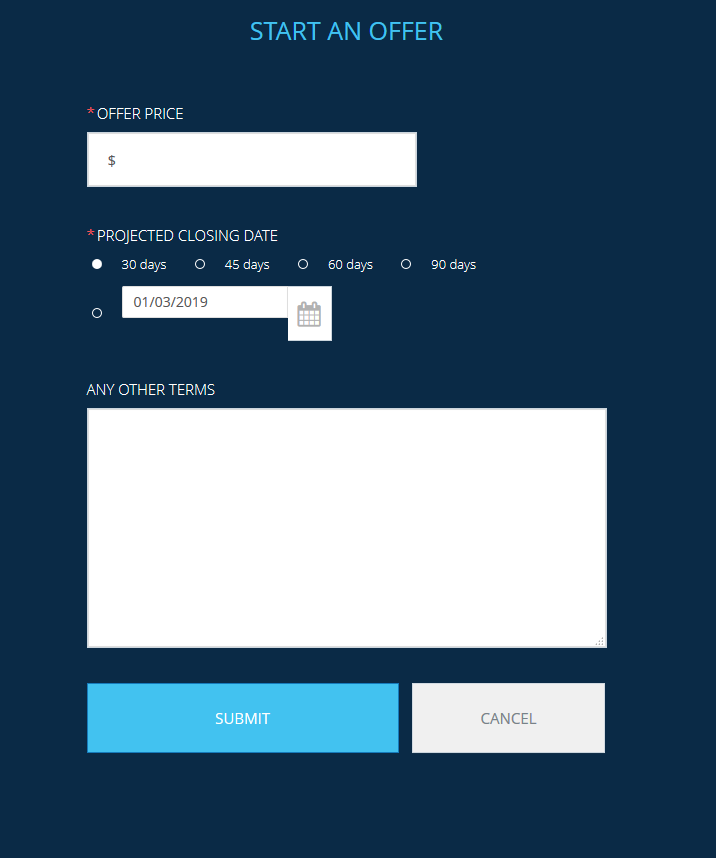 START AN OFFER
*OFFER PRICE
$
*PROJECTED CLOSING DATE
30 days 45 days 60 days 90 days
01/03/2019
ANY OTHER TERMS
SUBMIT CANCEL